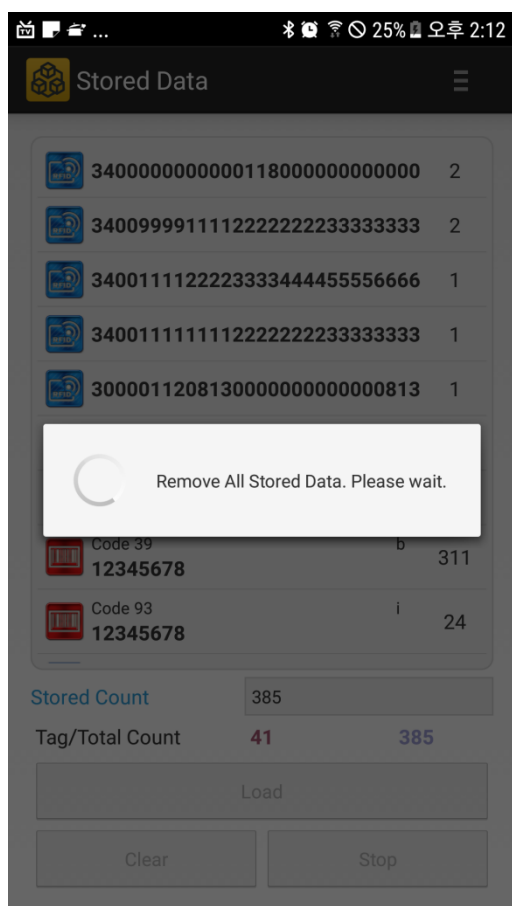 ...
25%
오후 2:12
Stored Data
3400000000000118000000000000 2
3400999911112222222233333333 2
3400111122223333444455556666 1
3400111111112222222233333333 1
3000011208130000000000000813 1
Remove All Stored Data. Please wait.
Code 39 b
12345678 311
Code 93 i
12345678 24
Stored Count 385
Tag/Total Count 41 385
Load
Clear Stop